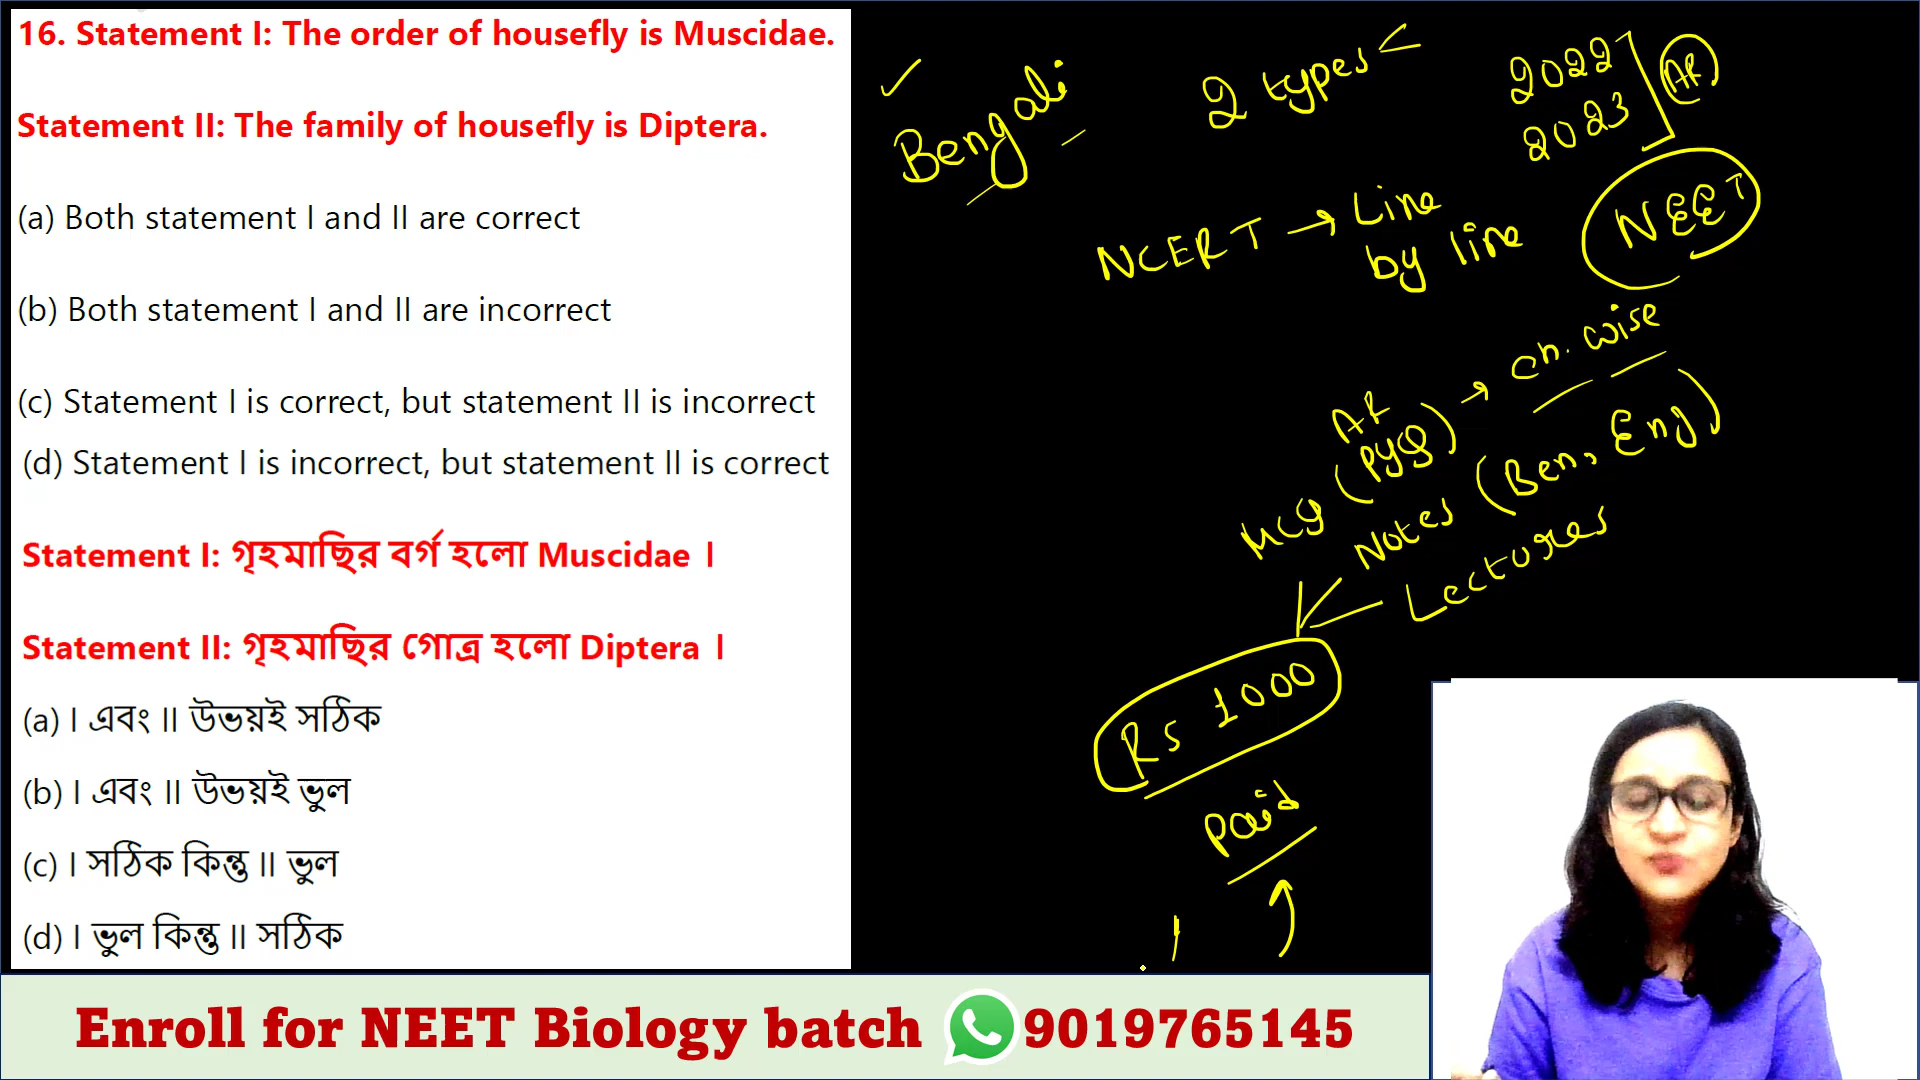 16. Statement I: The order of housefly is Muscidae.
Statement II: The family of housefly is Diptera.
(a) Both statement I and II are correct
(b) Both statement I and II are incorrect
(c) Statement I is correct, but statement II is incorrect
(d) Statement I is incorrect, but statement II is correct
Statement I: গৃহমাছির বর্গ হলো Muscidae ।
Statement II: গৃহমাছির গোত্র হলো Diptera ।
(a) I এবং II উভয়ই সঠিক
(b) I এবং II উভয়ই ভুল
(c) I সঠিক কিন্তু II ভুল
(d) I ভুল কিন্তু II সঠিক
Bengali
2 types
2022
2023
AR
NEET
NCERT → Line
by line
AR
MCQ (PYQ) → Ch. wise
Notes (Ben, Eng)
Lectures
Rs 1000
Paid
Enroll for NEET Biology batch 9019765145